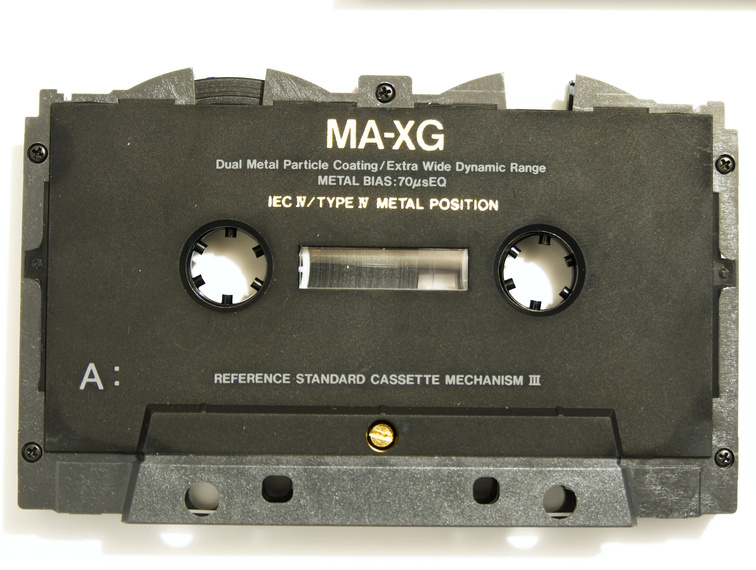 MA-XG
Dual Metal Particle Coating/Extra Wide Dynamic Range
METAL BIAS:70μsEQ
IEC Ⅳ/TYPE Ⅳ METAL POSITION
A:
REFERENCE STANDARD CASSETTE MECHANISM Ⅲ